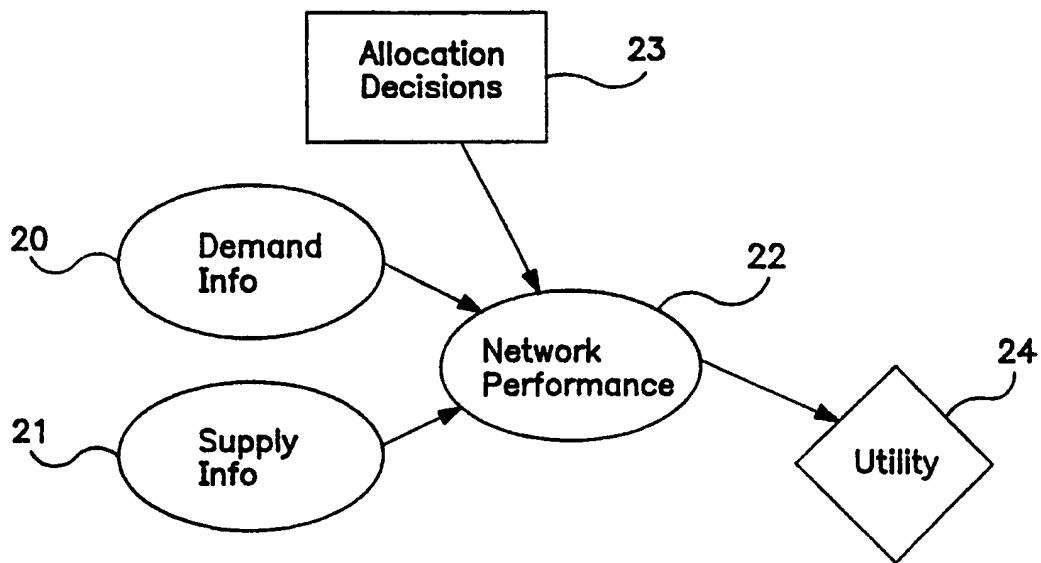 Allocation
Decisions
23
20
Demand
Info
22
Network
Performance
24
21
Supply
Info
Utility